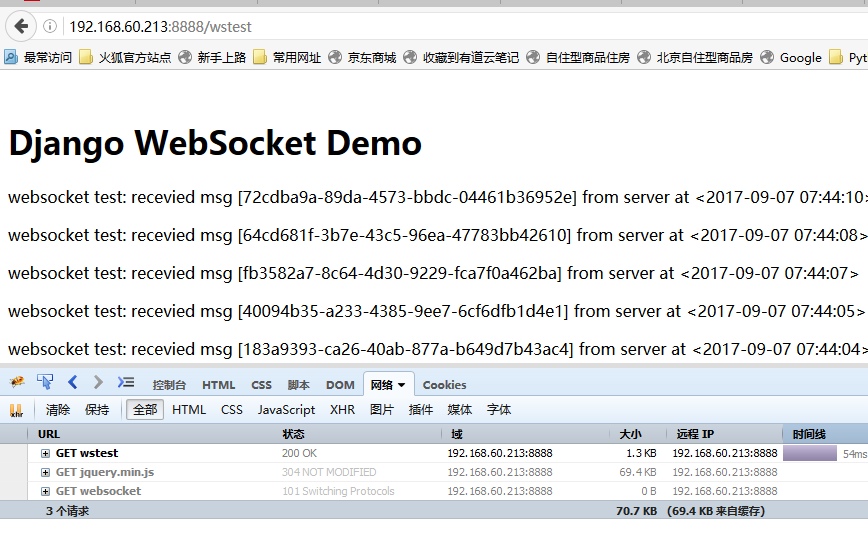 192.168.60.213:8888/wstest
最常访问 火狐官方站点 新手上路 常用网址 京东商城 收藏到有道云笔记 自住型商品住房 北京自住型商品房 Google Pyt
Django WebSocket Demo
websocket test: recevied msg [72cdba9a-89da-4573-bbdc-04461b36952e] from server at <2017-09-07 07:44:10>
websocket test: recevied msg [64cd681f-3b7e-43c5-96ea-47783bb42610] from server at <2017-09-07 07:44:08>
websocket test: recevied msg [fb3582a7-8c64-4d30-9229-fca7f0a462ba] from server at <2017-09-07 07:44:07>
websocket test: recevied msg [40094b35-a233-4385-9ee7-6cf6dfb1d4e1] from server at <2017-09-07 07:44:05>
websocket test: recevied msg [183a9393-ca26-40ab-877a-b649d7b43ac4] from server at <2017-09-07 07:44:04>
控制台 HTML CSS 脚本 DOM 网络 Cookies
xhr 清除 保持 全部 HTML CSS JavaScript XHR 图片 插件 媒体 字体
URL 状态 域 大小 远程 IP 时间线
GET wstest 200 OK 192.168.60.213:8888 1.3 KB 192.168.60.213:8888 54ms
GET jquery.min.js 304 NOT MODIFIED 192.168.60.213:8888 69.4 KB 192.168.60.213:8888
GET websocket 101 Switching Protocols 192.168.60.213:8888 0 B 192.168.60.213:8888
3 个请求 70.7 KB (69.4 KB 来自缓存)